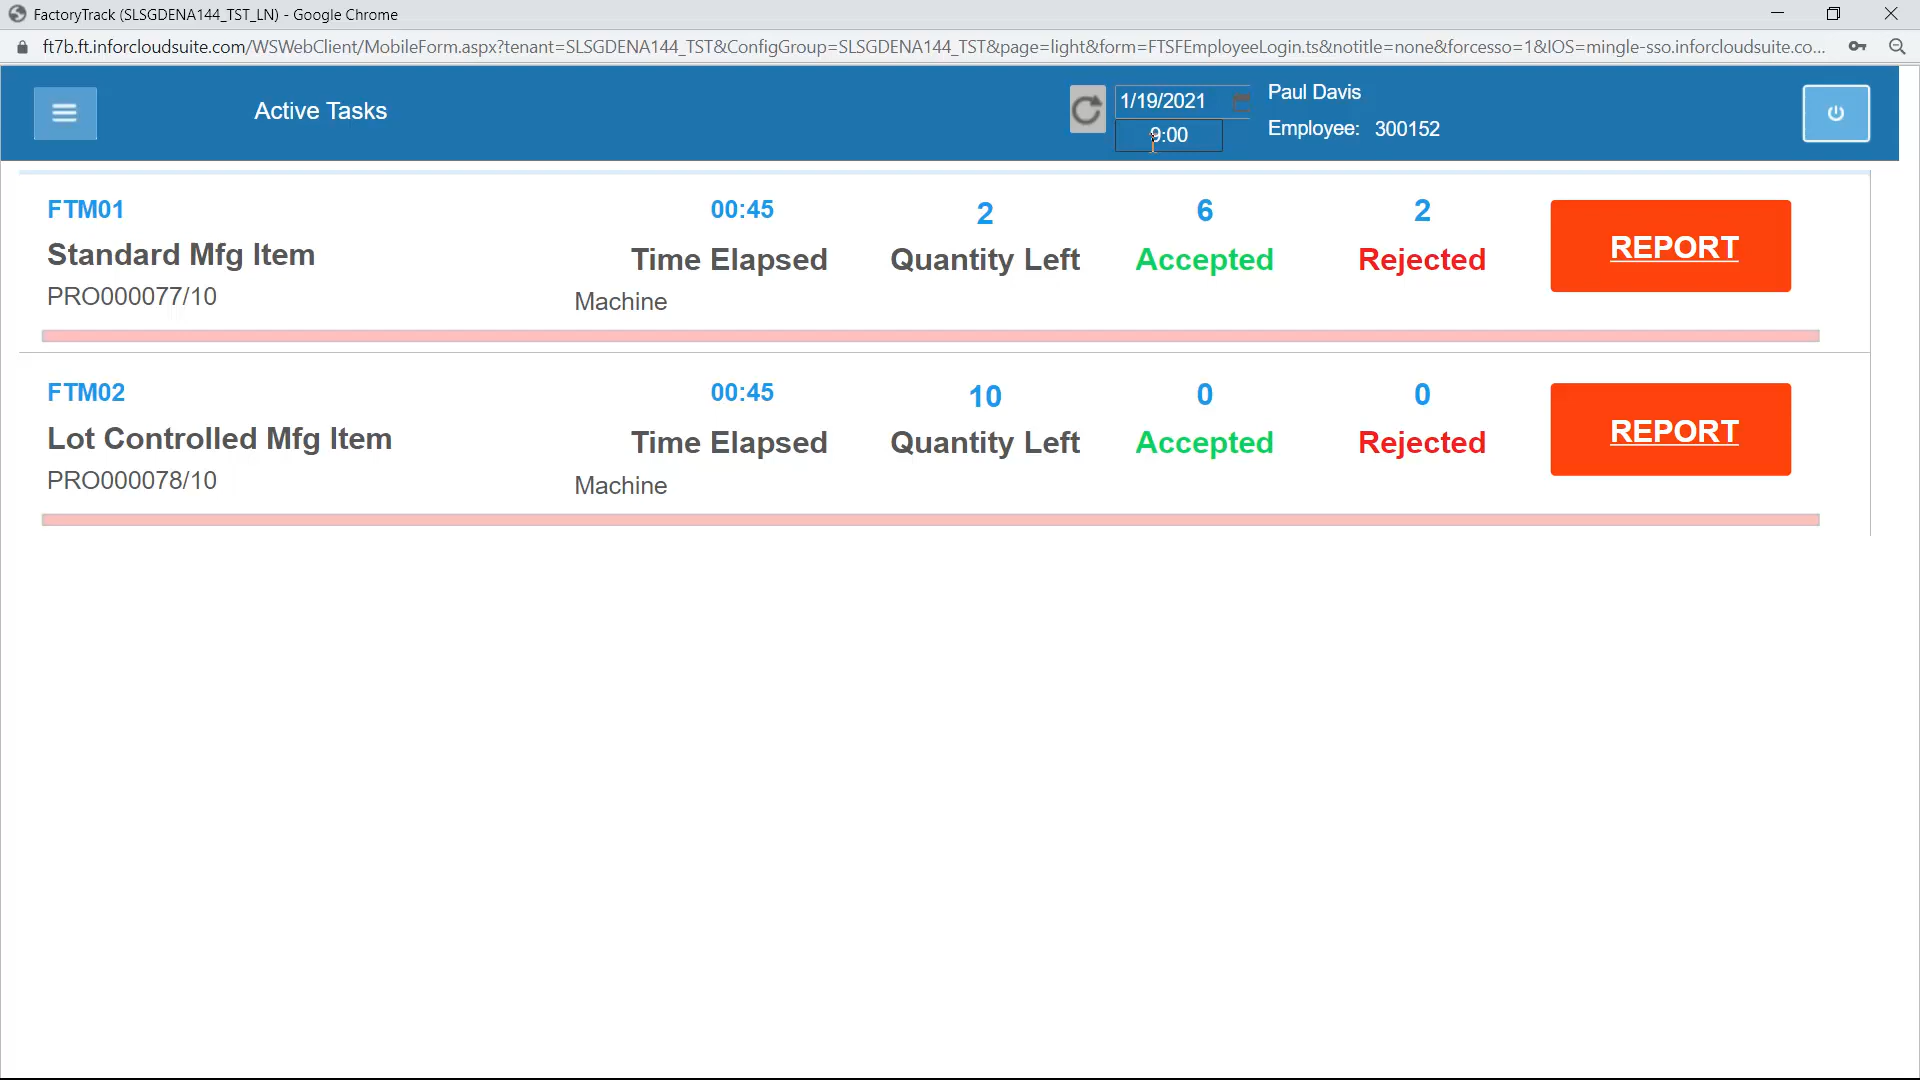 FactoryTrack (SLSGDENA144_TST_LN) - Google Chrome
ft7b.ft.inforcloudsuite.com/WSWebClient/MobileForm.aspx?tenant=SLSGDENA144_TST&ConfigGroup=SLSGDENA144_TST&page=light&form=FTSFEmployeeLogin.ts&notitle=none&forcesso=1&IOS=mingle-sso.inforcloudsuite.co...
Active Tasks
1/19/2021
9:00
Paul Davis
Employee: 300152
FTM01
00:45
2
6
2
Standard Mfg Item
Time Elapsed
Quantity Left
Accepted
Rejected
REPORT
PRO000077/10
Machine
FTM02
00:45
10
0
0
Lot Controlled Mfg Item
Time Elapsed
Quantity Left
Accepted
Rejected
REPORT
PRO000078/10
Machine